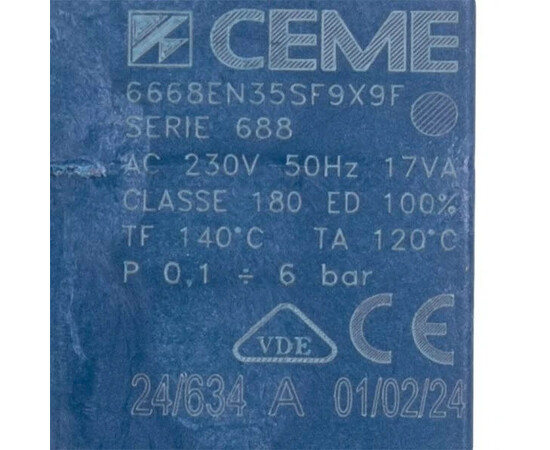 CEME
6668EN35SF9X9F
SERIE 688
AC 230V 50Hz 17VA
CLASSE 180 ED 100%
TF 140°C TA 120°C
P 0,1 ÷ 6 bar
VDE CE
24/634 A 01/02/24